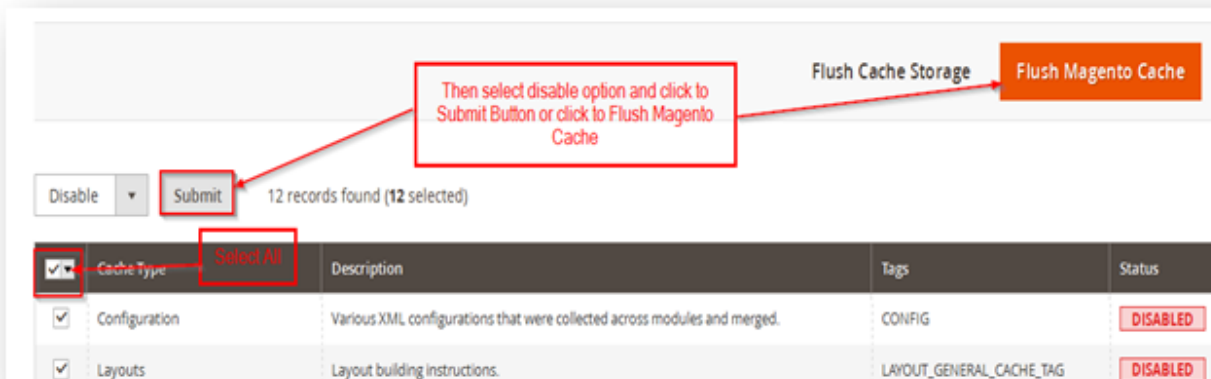 Flush Cache Storage
Flush Magento Cache
Then select disable option and click to
Submit Button or click to Flush Magento
Cache
Disable
Submit
12 records found (12 selected)
Select All
Cache Type
Description
Tags
Status
Configuration
Various XML configurations that were collected across modules and merged.
CONFIG
DISABLED
Layouts
Layout building instructions.
LAYOUT_GENERAL_CACHE_TAG
DISABLED